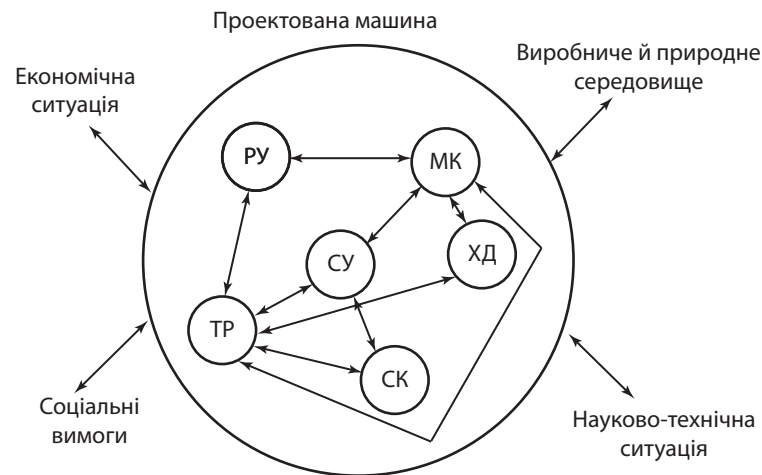 Проектована машина
Економічна
ситуація
Виробниче й природне
середовище
РУ
МК
СУ
ХД
ТР
СК
Соціальні
вимоги
Науково-технічна
ситуація